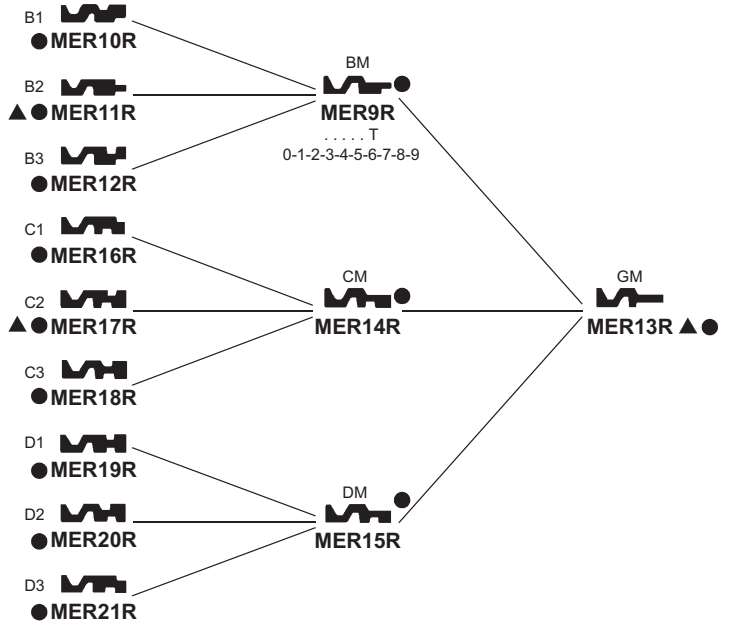 B1
MER10R
B2
MER11R
B3
MER12R
C1
MER16R
C2
MER17R
C3
MER18R
D1
MER19R
D2
MER20R
D3
MER21R
BM
MER9R
. . . . . T
0-1-2-3-4-5-6-7-8-9
CM
MER14R
DM
MER15R
GM
MER13R